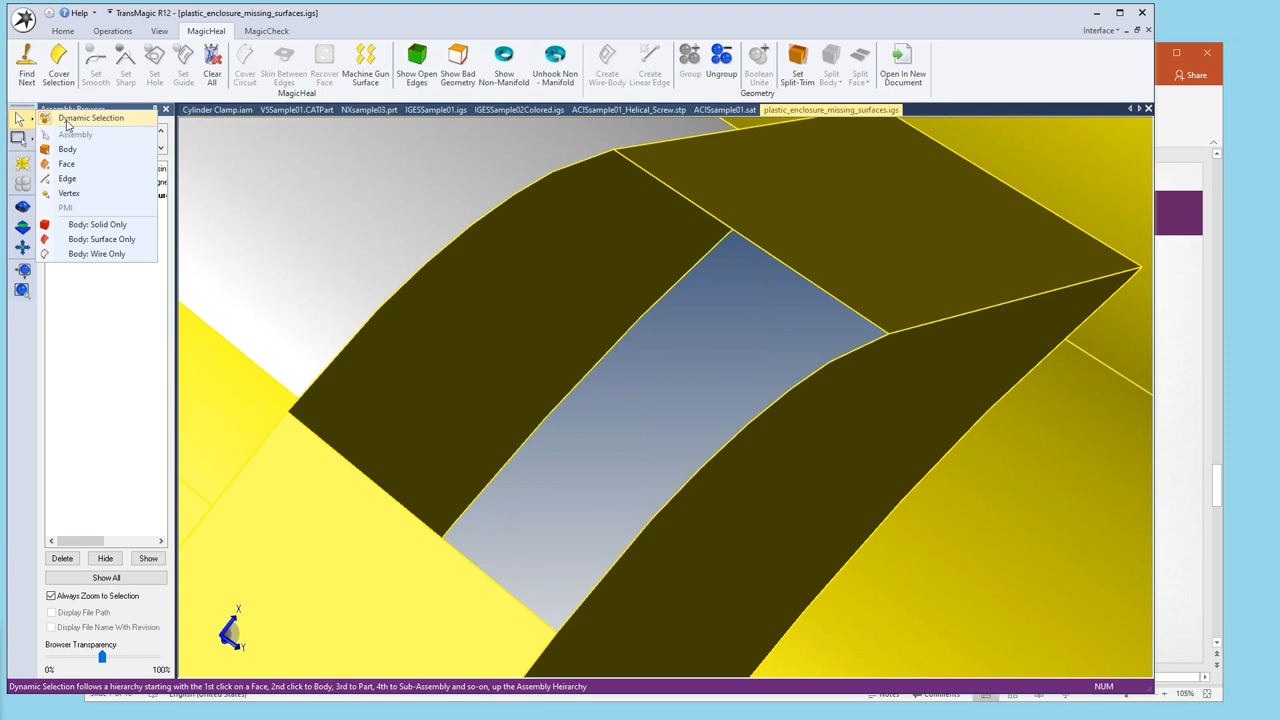 Help TransMagic R12 - [plastic_enclosure_missing_surfaces.igs]
Home Operations View MagicHeal MagicCheck Interface
Find Next
Cover Selection
Set Smooth
Set Sharp
Set Hole
Set Guide
Clear All
Cover Circuit
Skin Between Edges
Recover Face
Machine Gun Surface
Show Open Edges
Show Bad Geometry
Show Non-Manifold
Unhook Non - Manifold
Create Wire-Body
Create Linear Edge
Group
Ungroup
Boolean Unite
Set Split-Trim
Split Body
Split Face
Open In New Document
Share
MagicHeal Geometry
Assembly Browser
Cylinder Clamp.iam V5Sample01.CATPart NXsample03.prt IGESSample01.igs IGESSample02Colored.igs ACISSample01_Helical_Screw.stp ACISSample01.sat plastic_enclosure_missing_surfaces.igs
Dynamic Selection
Assembly
Body
Face
Edge
Vertex
PMI
Body: Solid Only
Body: Surface Only
Body: Wire Only
Delete Hide Show
Show All
Always Zoom to Selection
Display File Path
Display File Name With Revision
Browser Transparency
0% 100%
X
Y
Dynamic Selection follows a hierarchy starting with the 1st click on a Face, 2nd click to Body, 3rd to Part, 4th to Sub-Assembly and so-on, up the Assembly Heirarchy NUM
105%